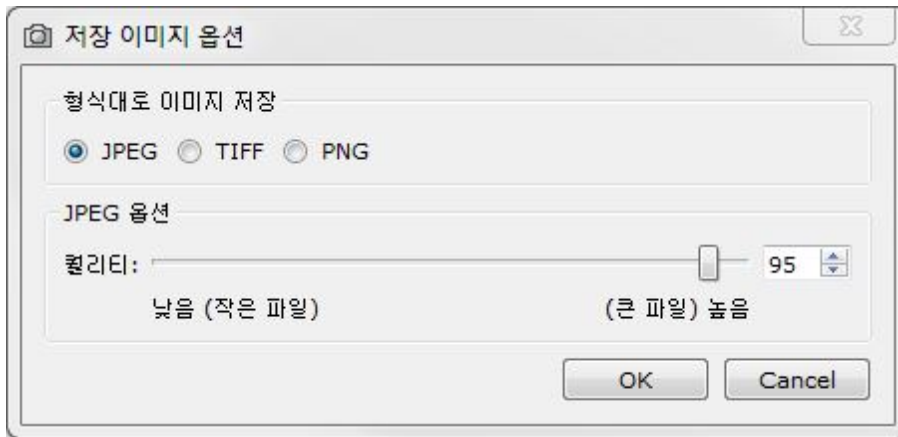 저장 이미지 옵션
형식대로 이미지 저장
JPEG TIFF PNG
JPEG 옵션
퀄리티: 95
낮음 (작은 파일) (큰 파일) 높음
OK Cancel